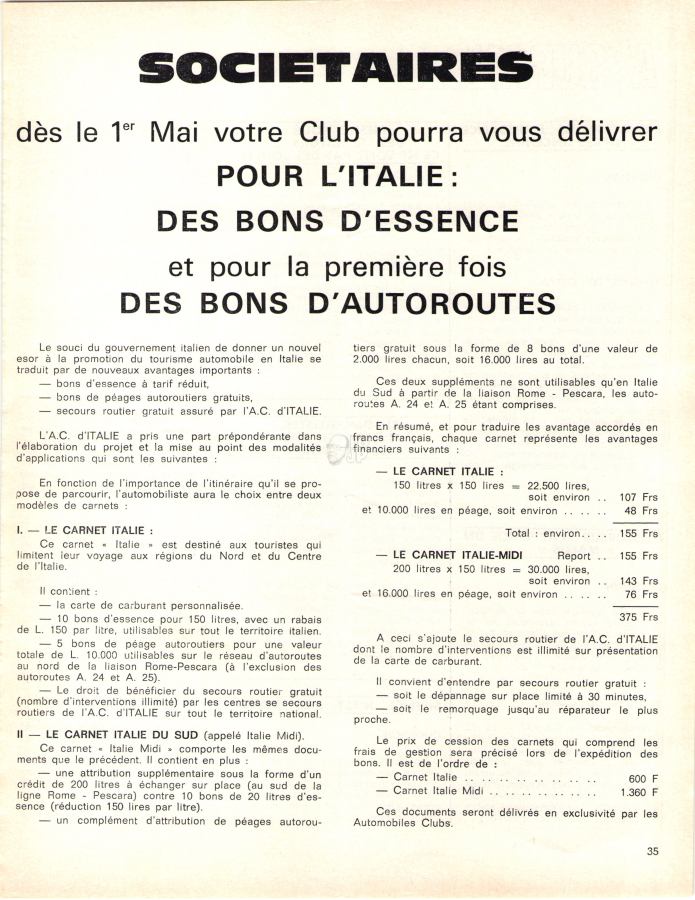 SOCIETAIRES
dès le 1er Mai votre Club pourra vous délivrer
POUR L'ITALIE :
DES BONS D'ESSENCE
et pour la première fois
DES BONS D'AUTOROUTES
Le souci du gouvernement italien de donner un nouvel
esor à la promotion du tourisme automobile en Italie se
traduit par de nouveaux avantages importants :
— bons d'essence à tarif réduit,
— bons de péages autoroutiers gratuits,
— secours routier gratuit assuré par l'A.C. d'ITALIE.
L'A.C. d'ITALIE a pris une part prépondérante dans
l'élaboration du projet et la mise au point des modalités
d'applications qui sont les suivantes :
En fonction de l'importance de l'itinéraire qu'il se pro-
pose de parcourir, l'automobiliste aura le choix entre deux
modèles de carnets :
I. — LE CARNET ITALIE :
Ce carnet « Italie » est destiné aux touristes qui
limitent leur voyage aux régions du Nord et du Centre
de l'Italie.
Il contient :
— la carte de carburant personnalisée.
— 10 bons d'essence pour 150 litres, avec un rabais
de L. 150 par litre, utilisables sur tout le territoire italien.
— 5 bons de péage autoroutiers pour une valeur
totale de L. 10.000 utilisables sur le réseau d'autoroutes
au nord de la liaison Rome-Pescara (à l'exclusion des
autoroutes A. 24 et A. 25).
— Le droit de bénéficier du secours routier gratuit
(nombre d'interventions illimité) par les centres se secours
routiers de l'A.C. d'ITALIE sur tout le territoire national.
II — LE CARNET ITALIE DU SUD (appelé Italie Midi).
Ce carnet « Italie Midi » comporte les mêmes docu-
ments que le précédent. Il contient en plus :
— une attribution supplémentaire sous la forme d'un
crédit de 200 litres à échanger sur place (au sud de la
ligne Rome - Pescara) contre 10 bons de 20 litres d'es-
sence (réduction 150 lires par litre).
— un complément d'attribution de péages autorou-
tiers gratuit sous la forme de 8 bons d'une valeur de
2.000 lires chacun, soit 16.000 lires au total.
Ces deux suppléments ne sont utilisables qu'en Italie
du Sud à partir de la liaison Rome - Pescara, les auto-
routes A. 24 et A. 25 étant comprises.
En résumé, et pour traduire les avantage accordés en
francs français, chaque carnet représente les avantages
financiers suivants :
— LE CARNET ITALIE :
150 litres x 150 lires = 22.500 lires,
soit environ .. 107 Frs
et 10.000 lires en péage, soit environ ..... 48 Frs
Total : environ.... 155 Frs
— LE CARNET ITALIE-MIDI Report .. 155 Frs
200 litres x 150 litres = 30.000 lires,
soit environ .. 143 Frs
et 16.000 lires en péage, soit environ ...... 76 Frs
375 Frs
A ceci s'ajoute le secours routier de l'A.C. d'ITALIE
dont le nombre d'interventions est illimité sur présentation
de la carte de carburant.
Il convient d'entendre par secours routier gratuit :
— soit le dépannage sur place limité à 30 minutes,
— soit le remorquage jusqu'au réparateur le plus
proche.
Le prix de cession des carnets qui comprend les
frais de gestion sera précisé lors de l'expédition des
bons. Il est de l'ordre de :
— Carnet Italie .............. 600 F
— Carnet Italie Midi ............ 1.360 F
Ces documents seront délivrés en exclusivité par les
Automobiles Clubs.
35